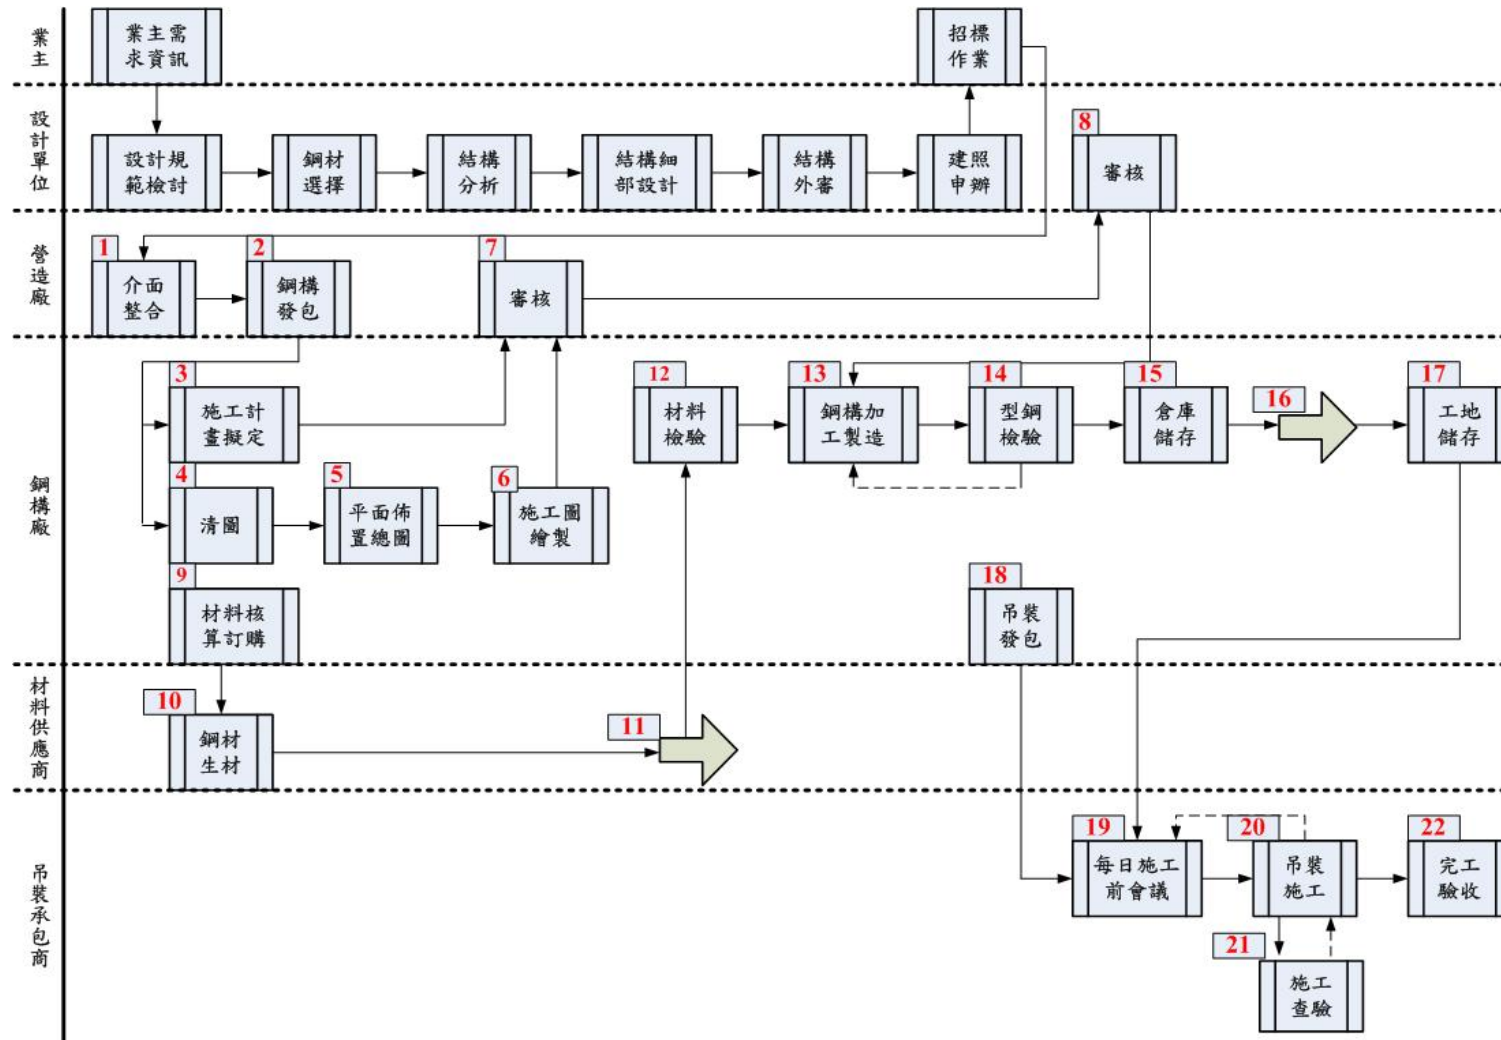 業主
業主需
求資訊
招標
作業
設計單位
設計規
範檢討
鋼材
選擇
結構
分析
結構細
部設計
結構
外審
建照
申辦
8
審核
營造廠
1
介面
整合
2
鋼構
發包
7
審核
鋼構廠
3
施工計
畫擬定
4
清圖
5
平面佈
置總圖
6
施工圖
繪製
9
材料核
算訂購
12
材料
檢驗
13
鋼構加
工製造
14
型鋼
檢驗
15
倉庫
儲存
16
17
工地
儲存
18
吊裝
發包
材料供應商
10
鋼材
生材
11
吊裝承包商
19
每日施工
前會議
20
吊裝
施工
21
施工
查驗
22
完工
驗收